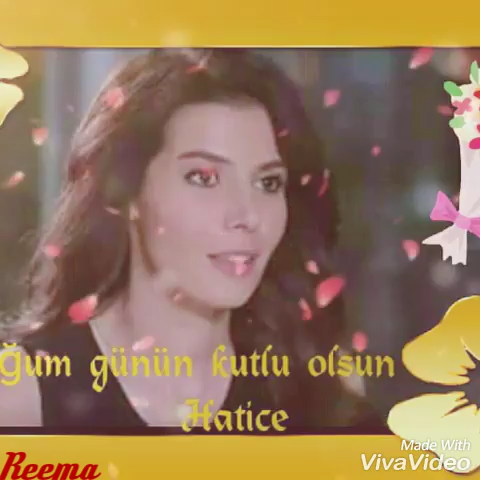 ğum günün kutlu olsun
Hatice
Reema
Made With
VivaVideo